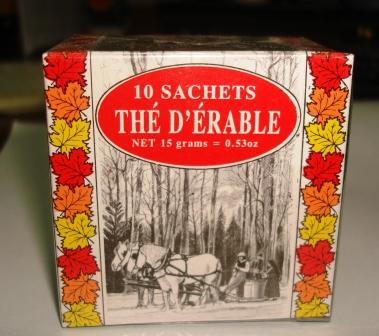 10 SACHETS
THÉ D'ÉRABLE
NET 15 grams = 0.53oz